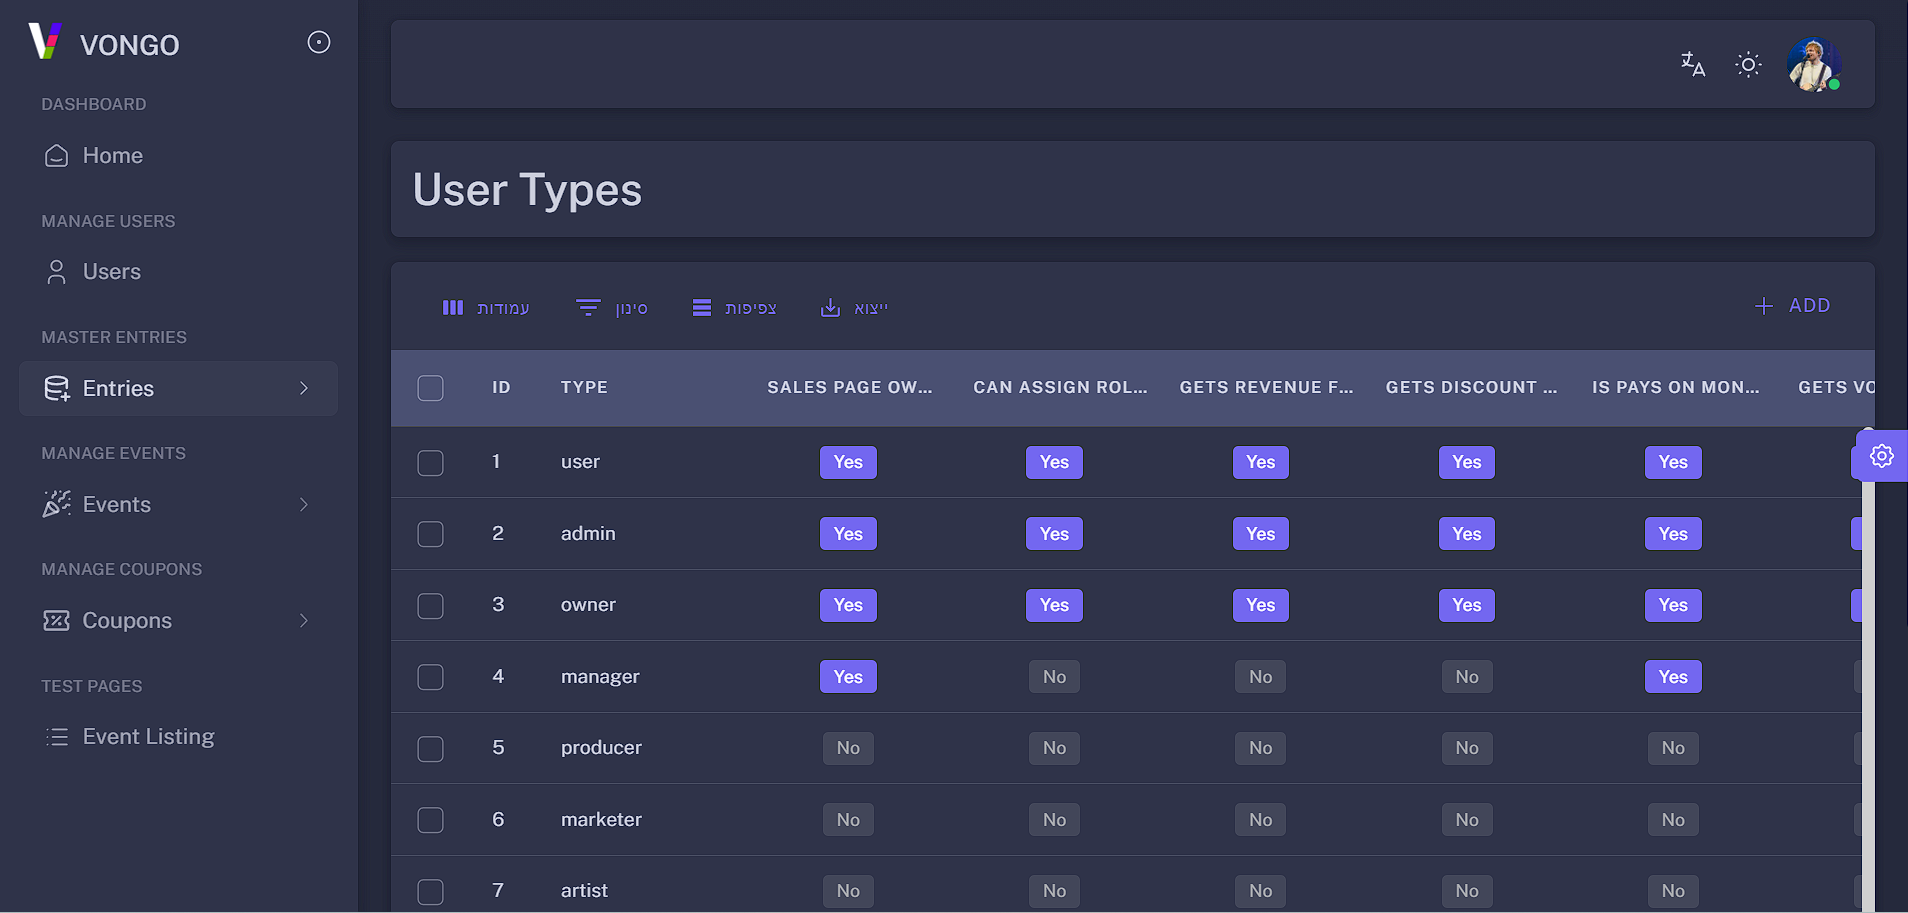 VONGO
DASHBOARD
Home
MANAGE USERS
Users
MASTER ENTRIES
Entries
MANAGE EVENTS
Events
MANAGE COUPONS
Coupons
TEST PAGES
Event Listing
User Types
עמודות סינון צפיפות ייצוא ADD
ID TYPE SALES PAGE OW... CAN ASSIGN ROL... GETS REVENUE F... GETS DISCOUNT ... IS PAYS ON MON... GETS VO
1 user Yes Yes Yes Yes Yes
2 admin Yes Yes Yes Yes Yes
3 owner Yes Yes Yes Yes Yes
4 manager Yes No No No Yes
5 producer No No No No No
6 marketer No No No No No
7 artist No No No No No